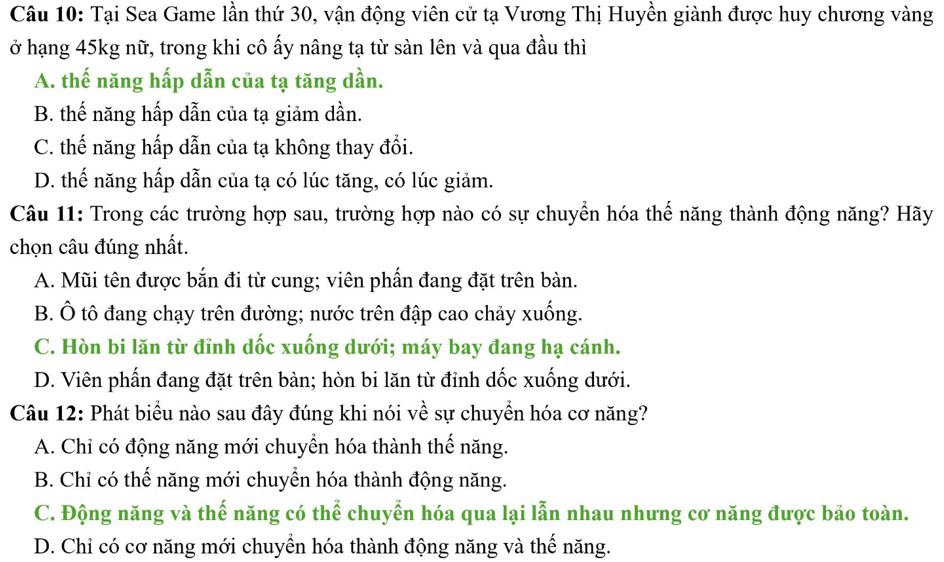 Câu 10: Tại Sea Game lần thứ 30, vận động viên cử tạ Vương Thị Huyền giành được huy chương vàng
ở hạng 45kg nữ, trong khi cô ấy nâng tạ từ sàn lên và qua đầu thì
A. thế năng hấp dẫn của tạ tăng dần.
B. thế năng hấp dẫn của tạ giảm dần.
C. thế năng hấp dẫn của tạ không thay đổi.
D. thế năng hấp dẫn của tạ có lúc tăng, có lúc giảm.
Câu 11: Trong các trường hợp sau, trường hợp nào có sự chuyển hóa thế năng thành động năng? Hãy
chọn câu đúng nhất.
A. Mũi tên được bắn đi từ cung; viên phấn đang đặt trên bàn.
B. Ô tô đang chạy trên đường; nước trên đập cao chảy xuống.
C. Hòn bi lăn từ đỉnh dốc xuống dưới; máy bay đang hạ cánh.
D. Viên phấn đang đặt trên bàn; hòn bi lăn từ đỉnh dốc xuống dưới.
Câu 12: Phát biểu nào sau đây đúng khi nói về sự chuyển hóa cơ năng?
A. Chỉ có động năng mới chuyển hóa thành thế năng.
B. Chỉ có thế năng mới chuyển hóa thành động năng.
C. Động năng và thế năng có thể chuyển hóa qua lại lẫn nhau nhưng cơ năng được bảo toàn.
D. Chỉ có cơ năng mới chuyển hóa thành động năng và thế năng.